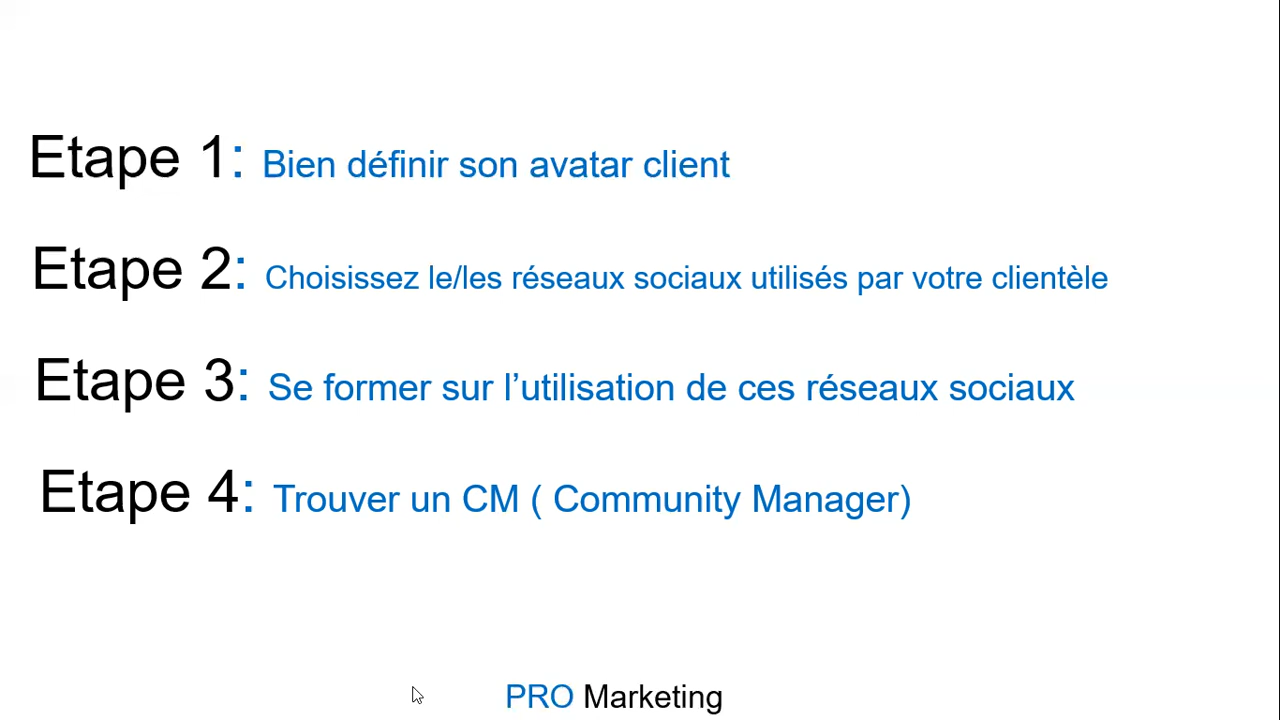 Etape 1: Bien définir son avatar client
Etape 2: Choisissez le/les réseaux sociaux utilisés par votre clientèle
Etape 3: Se former sur l’utilisation de ces réseaux sociaux
Etape 4: Trouver un CM ( Community Manager)
PRO Marketing